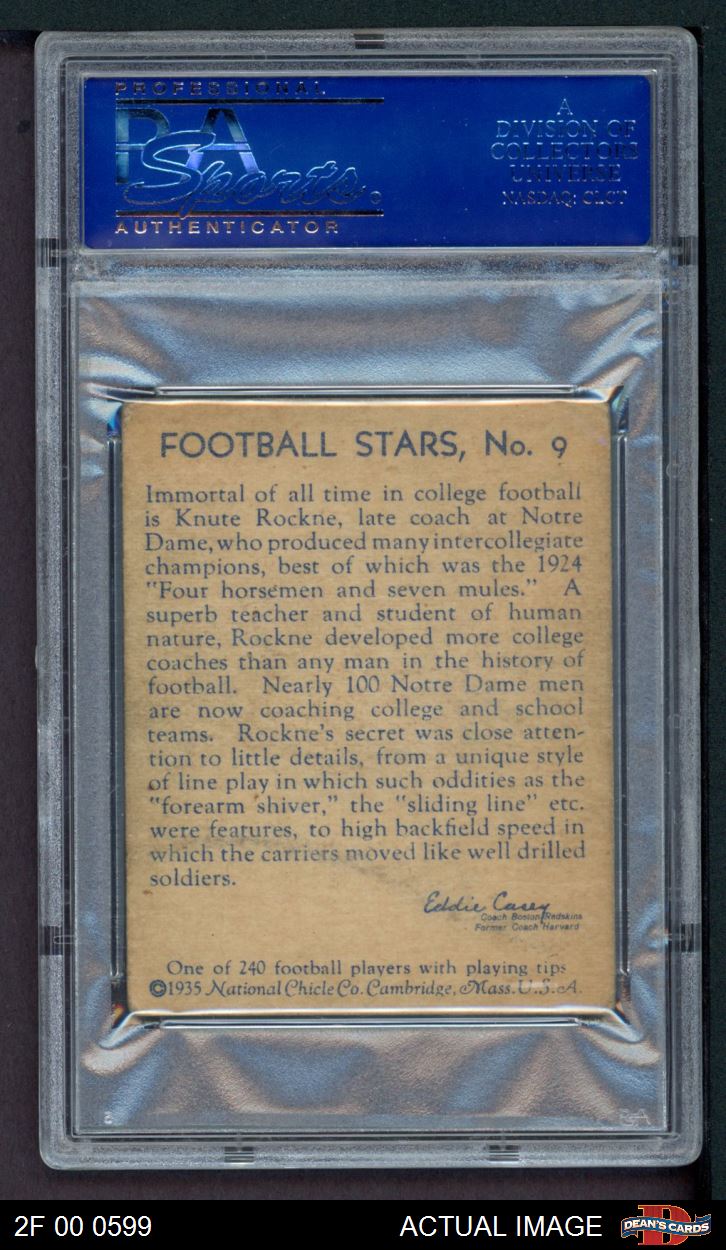 PROFESSIONAL
PSA
Sports
AUTHENTICATOR
A
DIVISION OF
COLLECTORS
UNIVERSE
NASDAQ: CLCT
FOOTBALL STARS, No. 9
Immortal of all time in college football
is Knute Rockne, late coach at Notre
Dame, who produced many intercollegiate
champions, best of which was the 1924
"Four horsemen and seven mules." A
superb teacher and student of human
nature, Rockne developed more college
coaches than any man in the history of
football. Nearly 100 Notre Dame men
are now coaching college and school
teams. Rockne's secret was close atten-
tion to little details, from a unique style
of line play in which such oddities as the
"forearm shiver," the "sliding line" etc.
were features, to high backfield speed in
which the carriers moved like well drilled
soldiers.
Eddie Casey
Coach Boston Redskins
Former Coach Harvard
One of 240 football players with playing tips
©1935 National Chicle Co. Cambridge, Mass. U.S.A.
PSA
2F 00 0599
ACTUAL IMAGE
D
DEAN'S CARDS